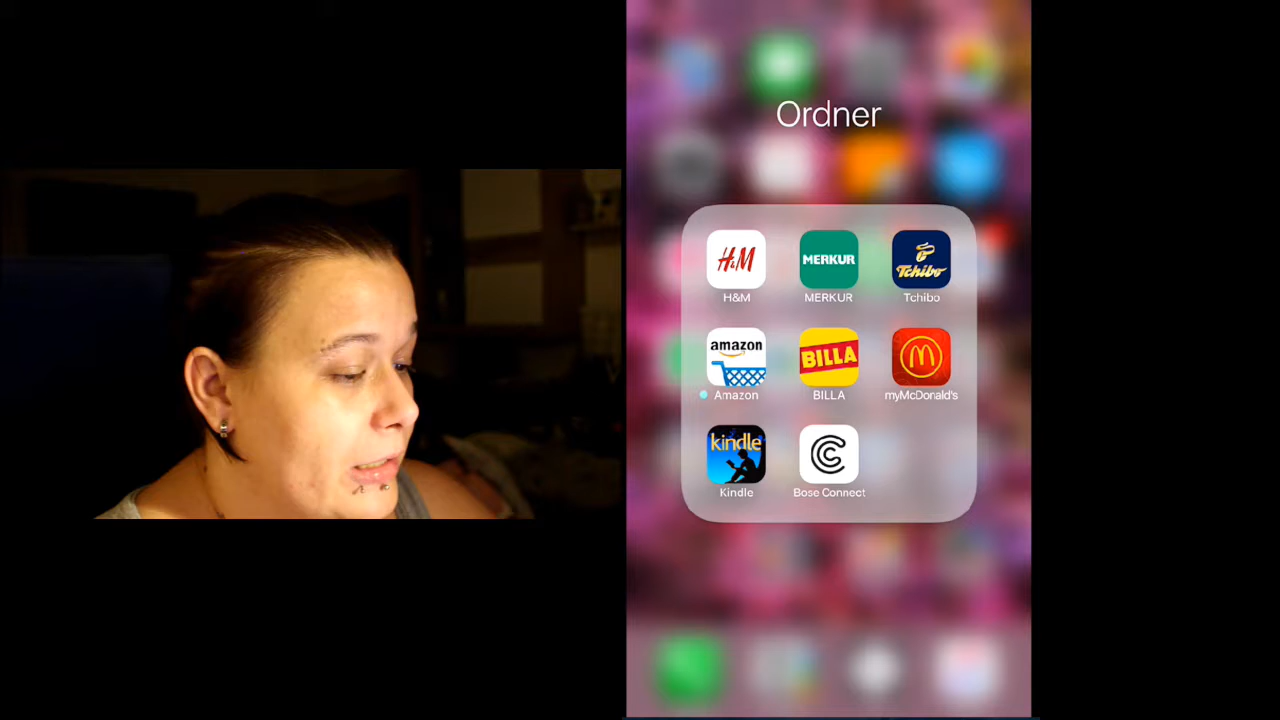 Ordner
H&M
MERKUR
Tchibo
H&M
MERKUR
Tchibo
amazon
BILLA
Amazon
BILLA
myMcDonald's
kindle
Kindle
Bose Connect